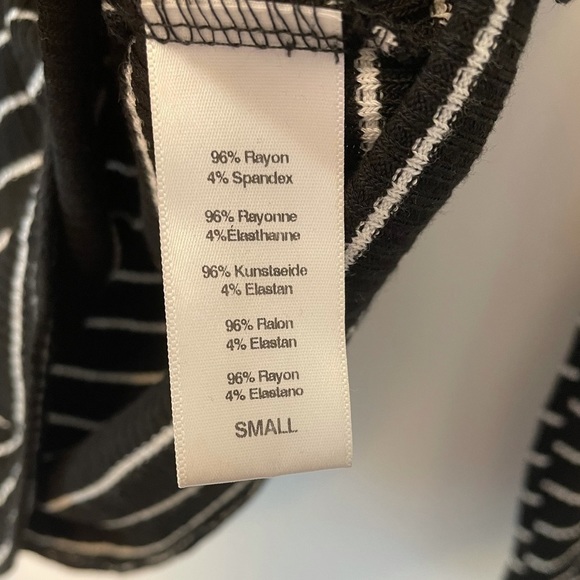 96% Rayon
4% Spandex
96% Rayonne
4%Élasthanne
96% Kunstseide
4% Elastan
96% Ralon
4% Elastan
96% Rayon
4% Elastano
SMALL